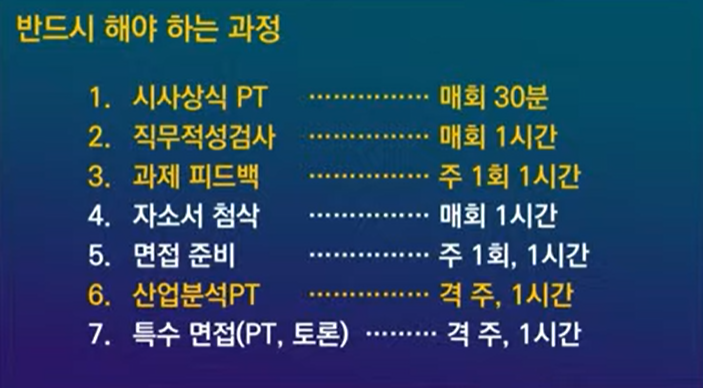 반드시 해야 하는 과정
1. 시사상식 PT ⋯⋯⋯⋯⋯ 매회 30분
2. 직무적성검사 ⋯⋯⋯⋯⋯ 매회 1시간
3. 과제 피드백 ⋯⋯⋯⋯⋯ 주 1회 1시간
4. 자소서 첨삭 ⋯⋯⋯⋯⋯ 매회 1시간
5. 면접 준비 ⋯⋯⋯⋯⋯ 주 1회, 1시간
6. 산업분석PT ⋯⋯⋯⋯⋯ 격 주, 1시간
7. 특수 면접(PT, 토론) ⋯⋯⋯ 격 주, 1시간